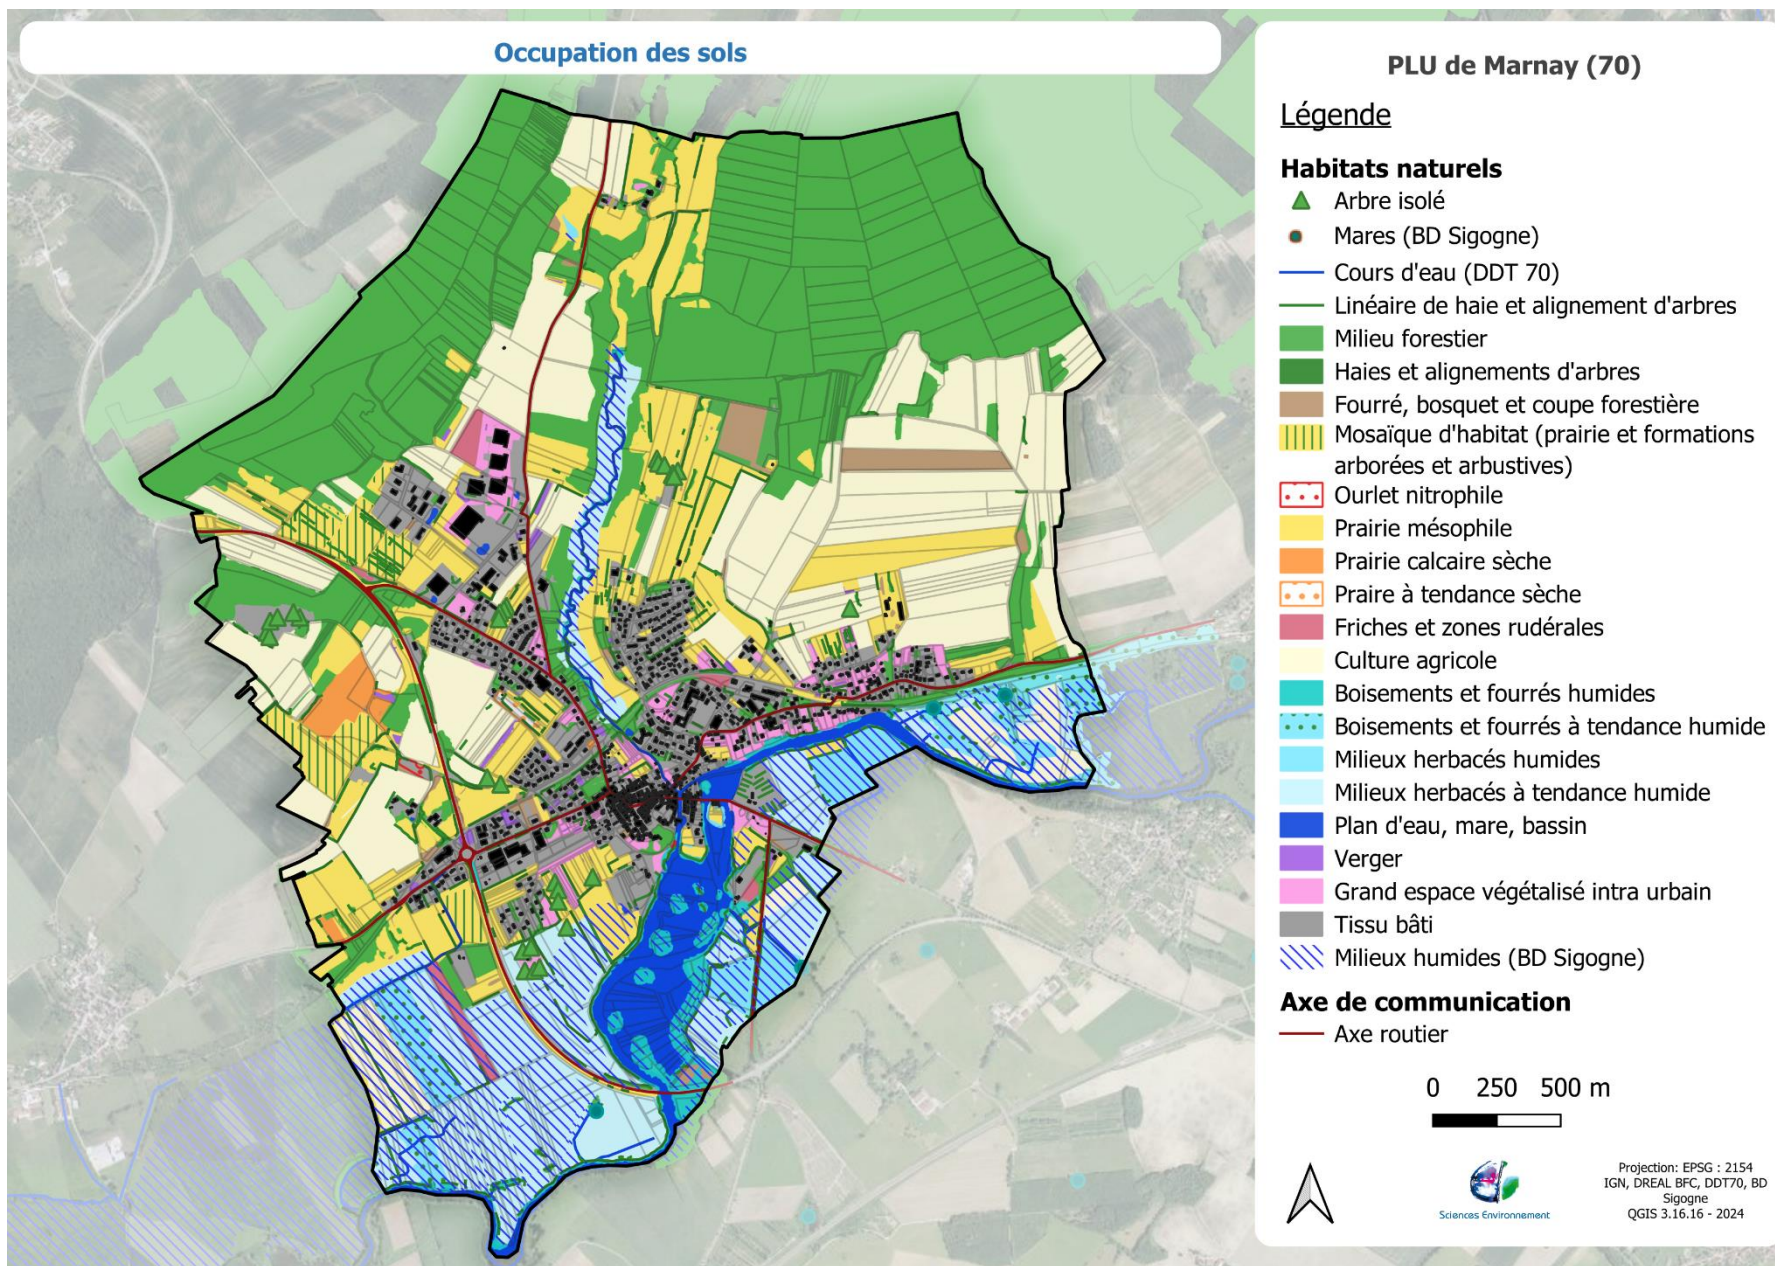 Occupation des sols
PLU de Marnay (70)
Légende
Habitats naturels
Arbre isolé
Mares (BD Sigogne)
Cours d'eau (DDT 70)
Linéaire de haie et alignement d'arbres
Milieu forestier
Haies et alignements d'arbres
Fourré, bosquet et coupe forestière
Mosaïque d'habitat (prairie et formations
arborées et arbustives)
Ourlet nitrophile
Prairie mésophile
Prairie calcaire sèche
Praire à tendance sèche
Friches et zones rudérales
Culture agricole
Boisements et fourrés humides
Boisements et fourrés à tendance humide
Milieux herbacés humides
Milieux herbacés à tendance humide
Plan d'eau, mare, bassin
Verger
Grand espace végétalisé intra urbain
Tissu bâti
Milieux humides (BD Sigogne)
Axe de communication
Axe routier
0 250 500 m
Sciences Environnement
Projection: EPSG : 2154
IGN, DREAL BFC, DDT70, BD
Sigogne
QGIS 3.16.16 - 2024